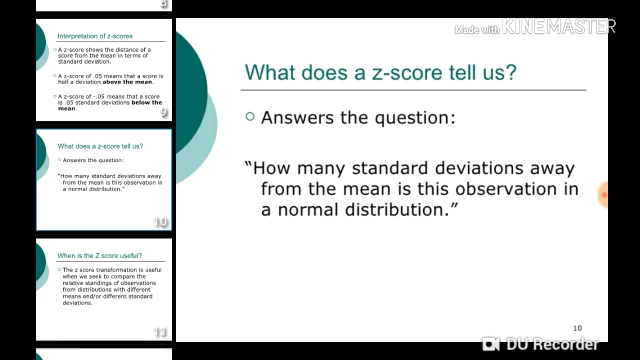 8
Interpretation of z-scores
A z-score shows the distance of a
score from the mean in terms of
standard deviation.
A z-score of .05 means that a score is
half a deviation above the mean.
A z-score of -.05 means that a score
is .05 standard deviations below the
mean.
9
What does a z-score tell us?
Answers the question:
"How many standard deviations away
from the mean is this observation in
a normal distribution."
10
When is the Z score useful?
The z score transformation is useful
when we seek to compare the
relative standings of observations
from distributions with different
means and/or different standard
deviations.
11
Made with KINEMASTER
What does a z-score tell us?
Answers the question:
“How many standard deviations away
from the mean is this observation in
a normal distribution.”
10
DU Recorder